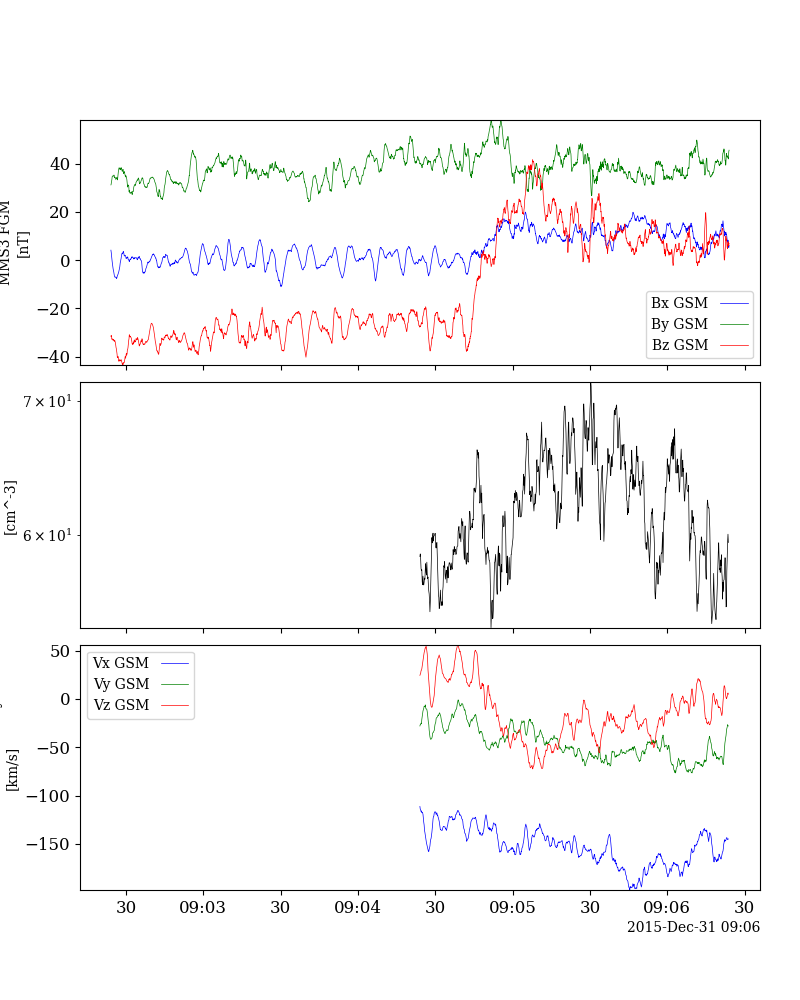 40
20
0
−20
−40
MMS3 FGM
[nT]
Bx GSM
By GSM
Bz GSM
7 × 10¹
6 × 10¹
[cm^-3]
50
0
−50
−100
−150
[km/s]
Vx GSM
Vy GSM
Vz GSM
30 09:03 30 09:04 30 09:05 30 09:06 30
2015-Dec-31 09:06